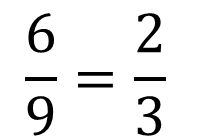 6/9 = 2/3